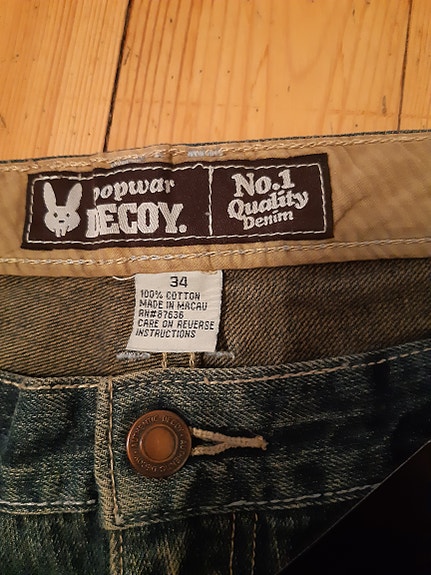 popwar
DECOY.
No.1
Quality
Denim
34
100% COTTON
MADE IN MACAU
RN#87636
CARE ON REVERSE
INSTRUCTIONS